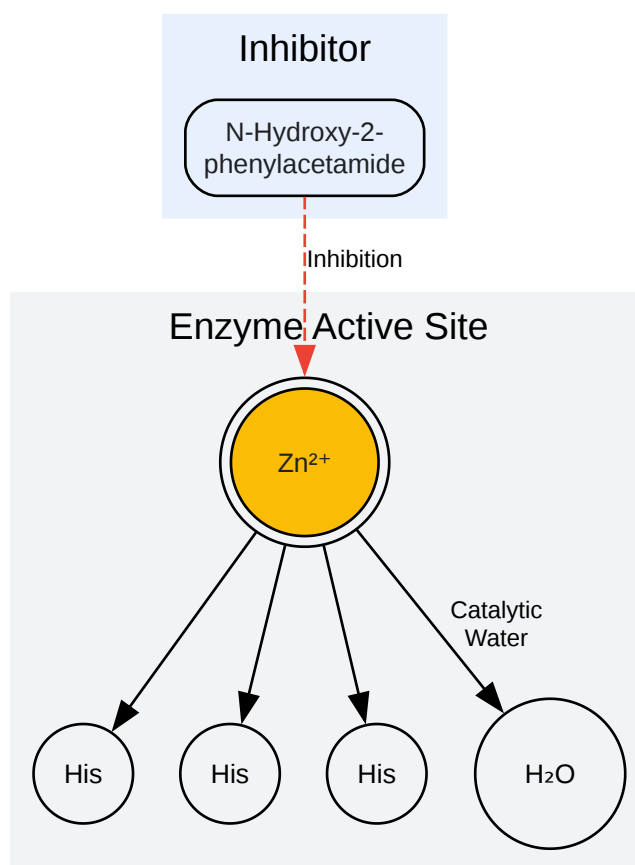 Inhibitor
N-Hydroxy-2-
phenylacetamide
Inhibition
Enzyme Active Site
Zn²⁺
Catalytic
Water
His
His
His
H₂O